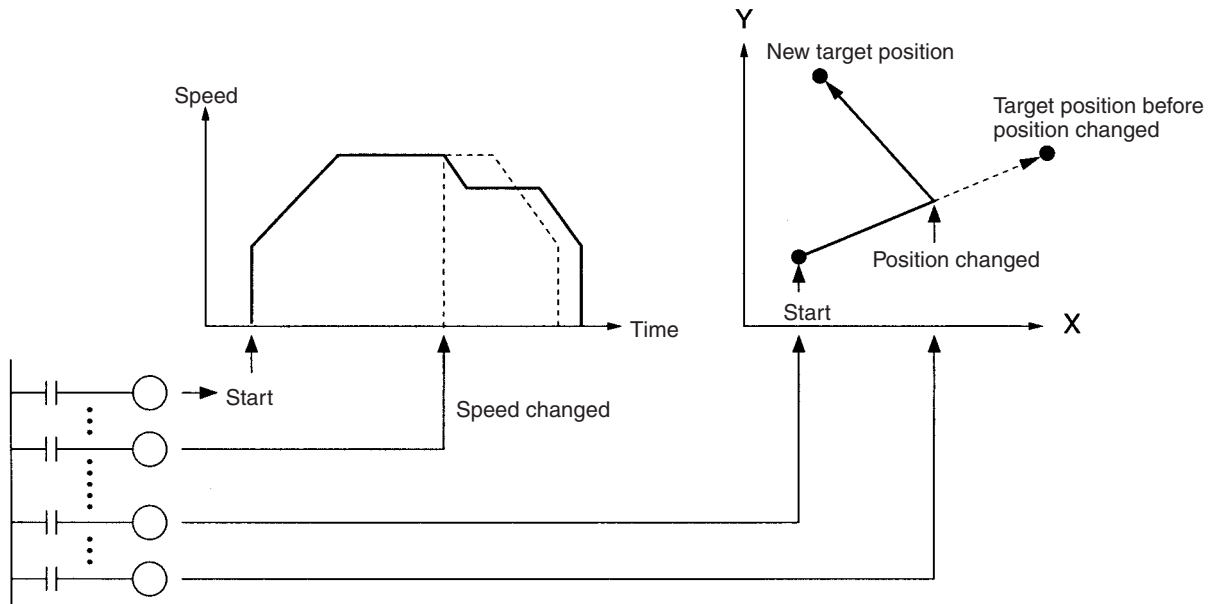 Y
New target position
Speed
Target position before
position changed
Position changed
Start
X
Time
Start
Speed changed